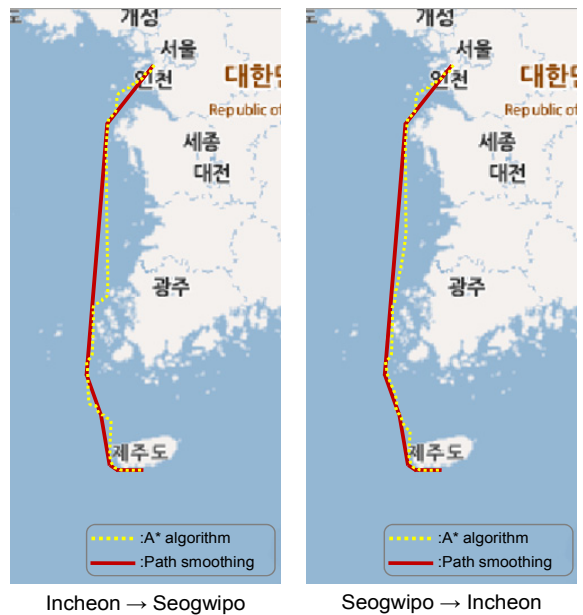 개성
서울
인천
대한민
Republic of
세종
대전
광주
제주도
:A* algorithm
:Path smoothing
Incheon → Seogwipo
도
개성
서울
인천
대한
Republic of
세종
대전
광주
제주도
:A* algorithm
:Path smoothing
Seogwipo → Incheon